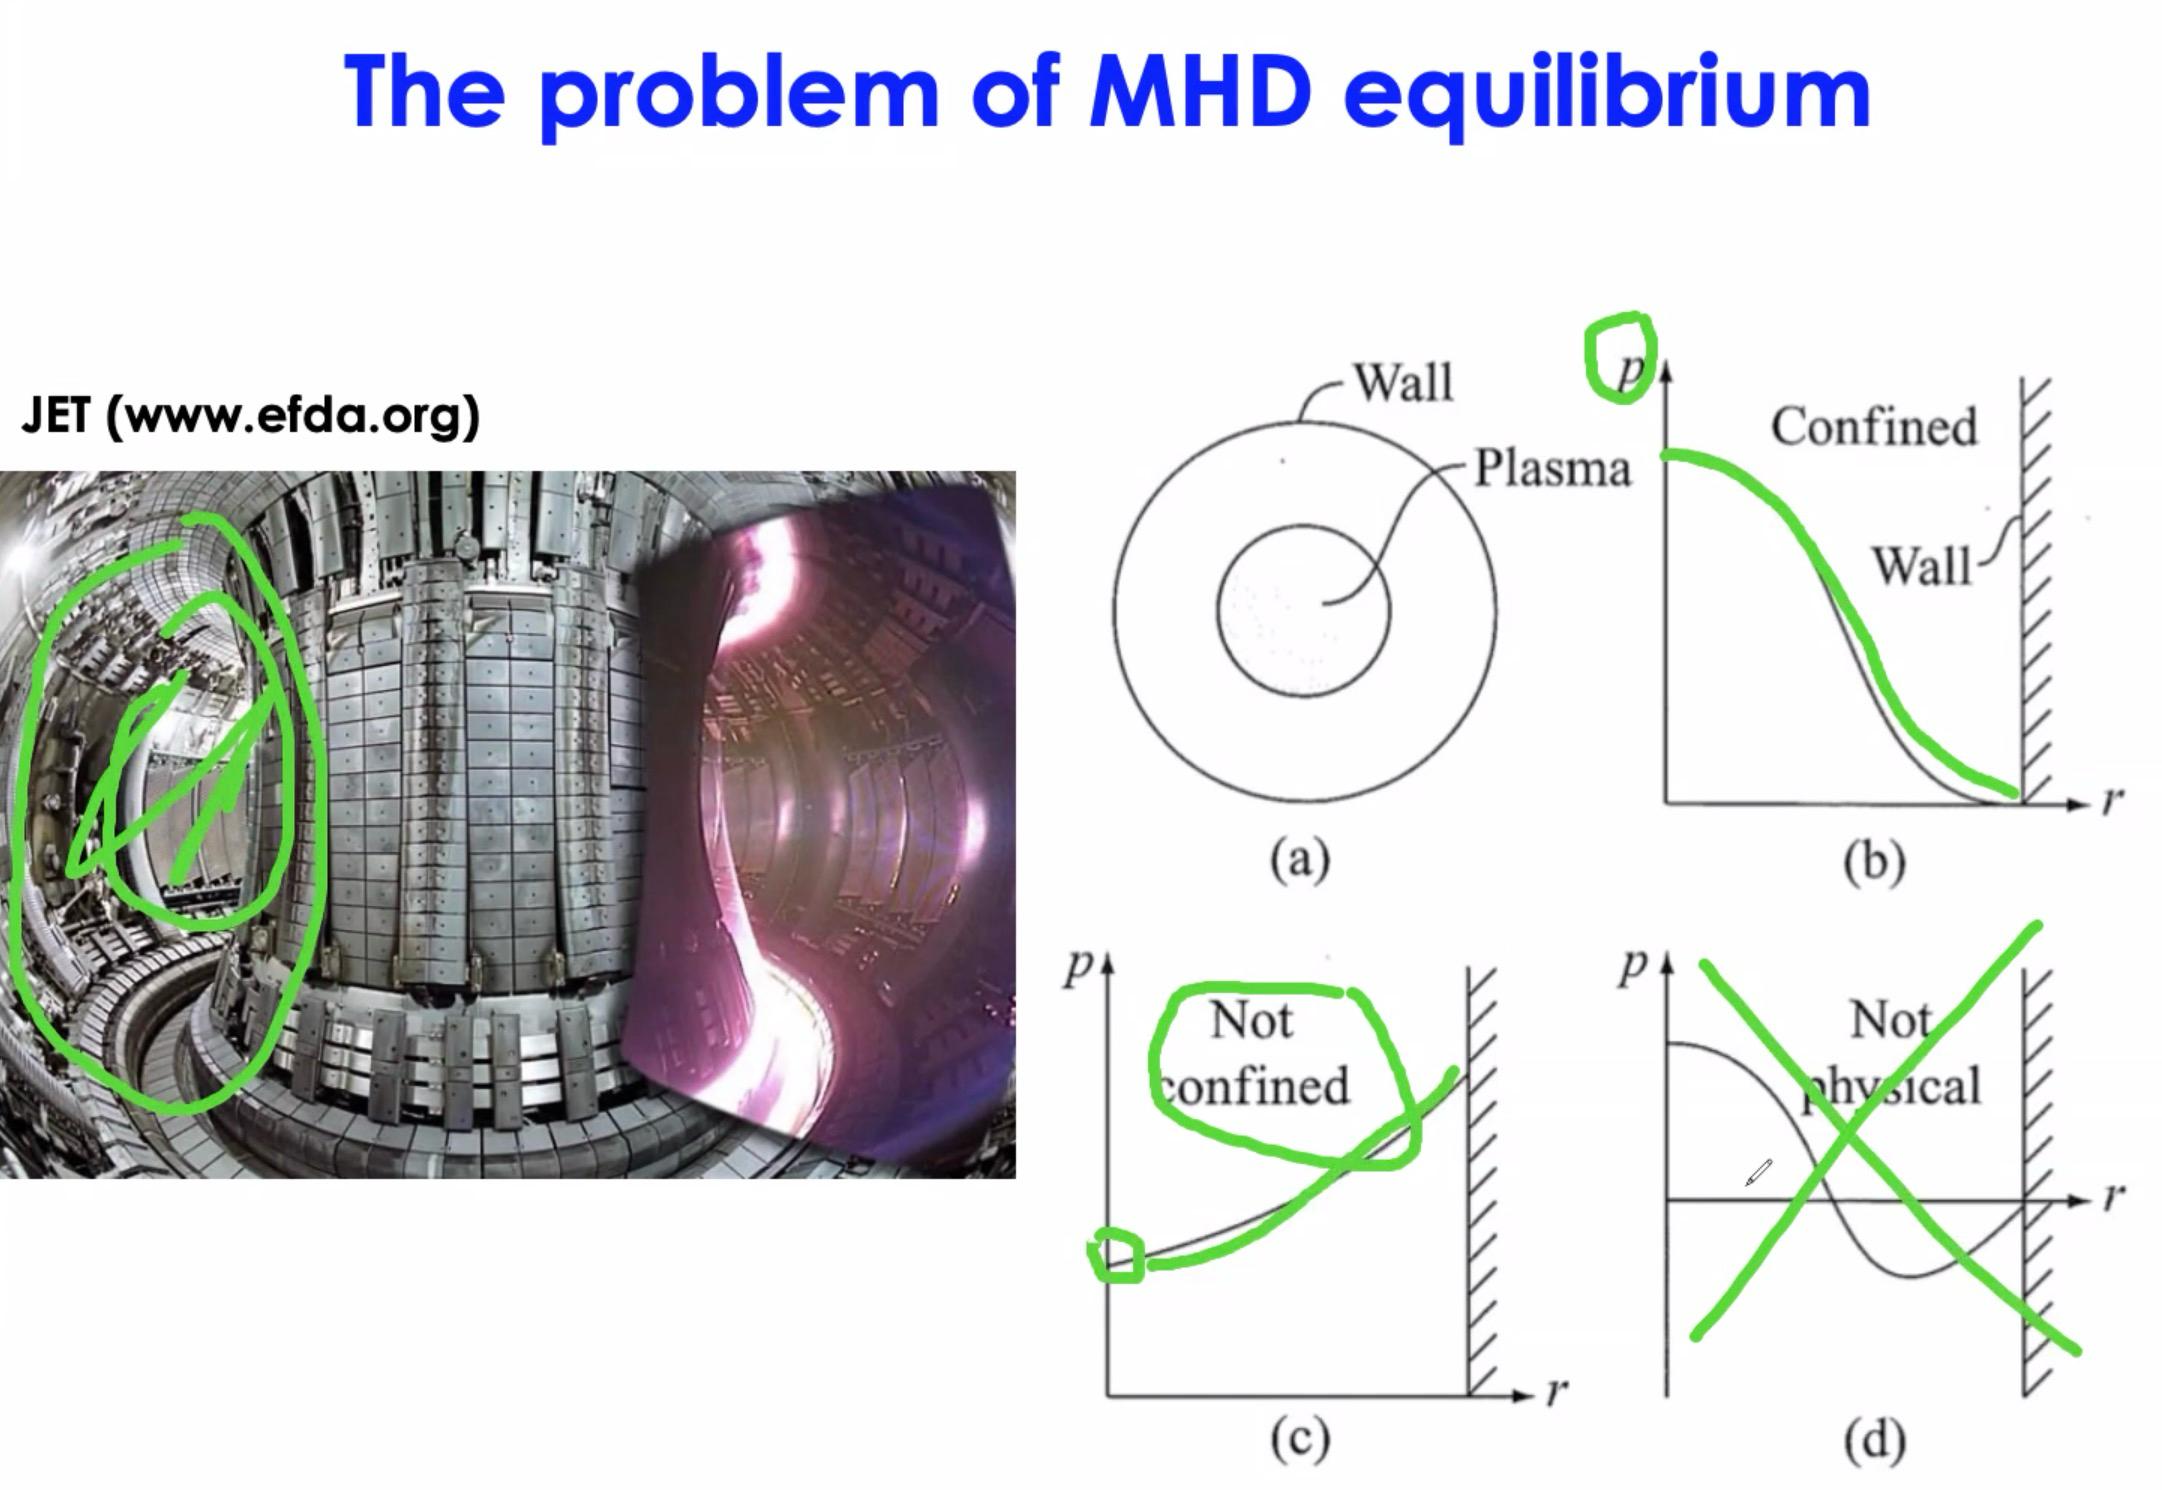 The problem of MHD equilibrium
JET (www.efda.org)
Wall
Plasma
(a)
p
Confined
Wall
r
(b)
p
Not
confined
r
(c)
p
Not
physical
r
(d)